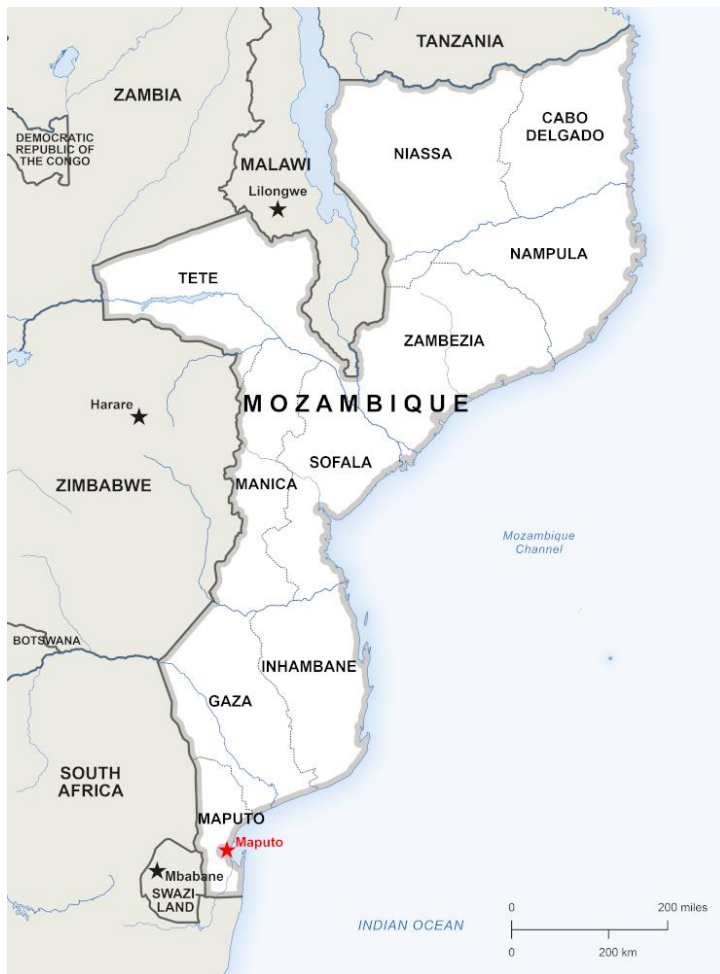 TANZANIA
ZAMBIA
CABO
DELGADO
DEMOCRATIC
REPUBLIC OF
THE CONGO
NIASSA
MALAWI
Lilongwe
NAMPULA
TETE
ZAMBEZIA
MOZAMBIQUE
Harare
SOFALA
MANICA
ZIMBABWE
Mozambique
Channel
BOTSWANA
INHAMBANE
GAZA
SOUTH
AFRICA
MAPUTO
Maputo
Mbabane
SWAZI
LAND
0 200 miles
INDIAN OCEAN
0 200 km